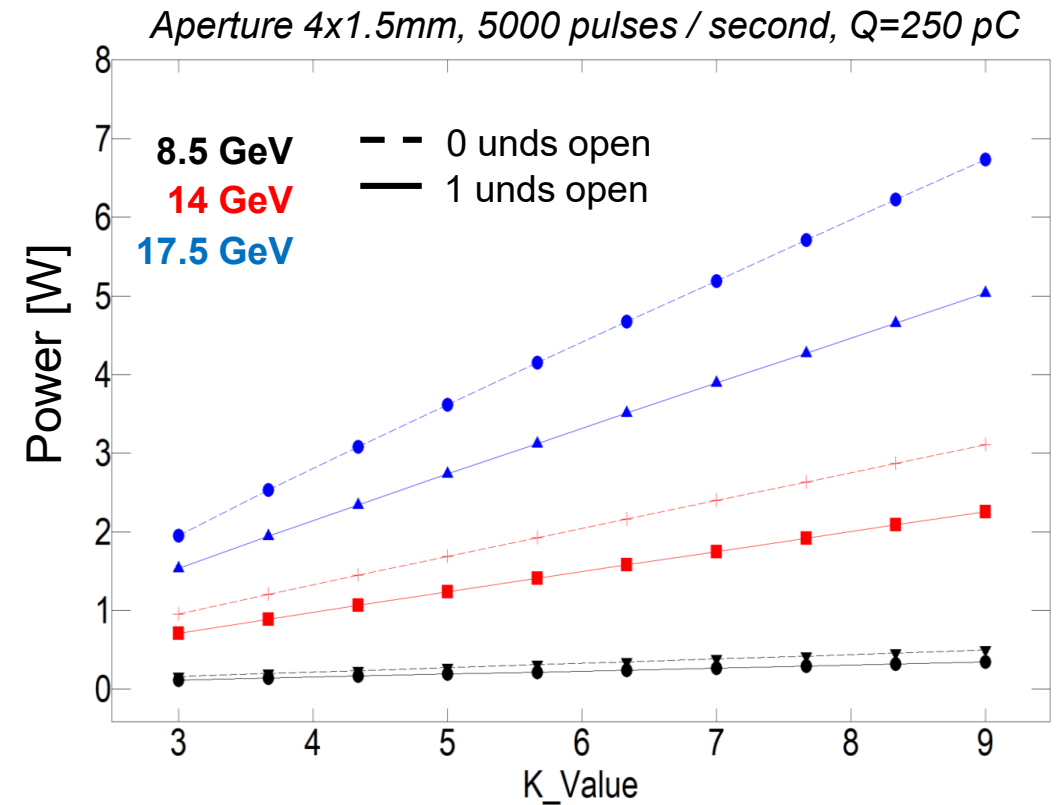 Aperture 4x1.5mm, 5000 pulses / second, Q=250 pC
8
7
6
5
4
3
2
1
0
Power [W]
8.5 GeV
14 GeV
17.5 GeV
0 unds open
1 unds open
3 4 5 6 7 8 9
K_Value